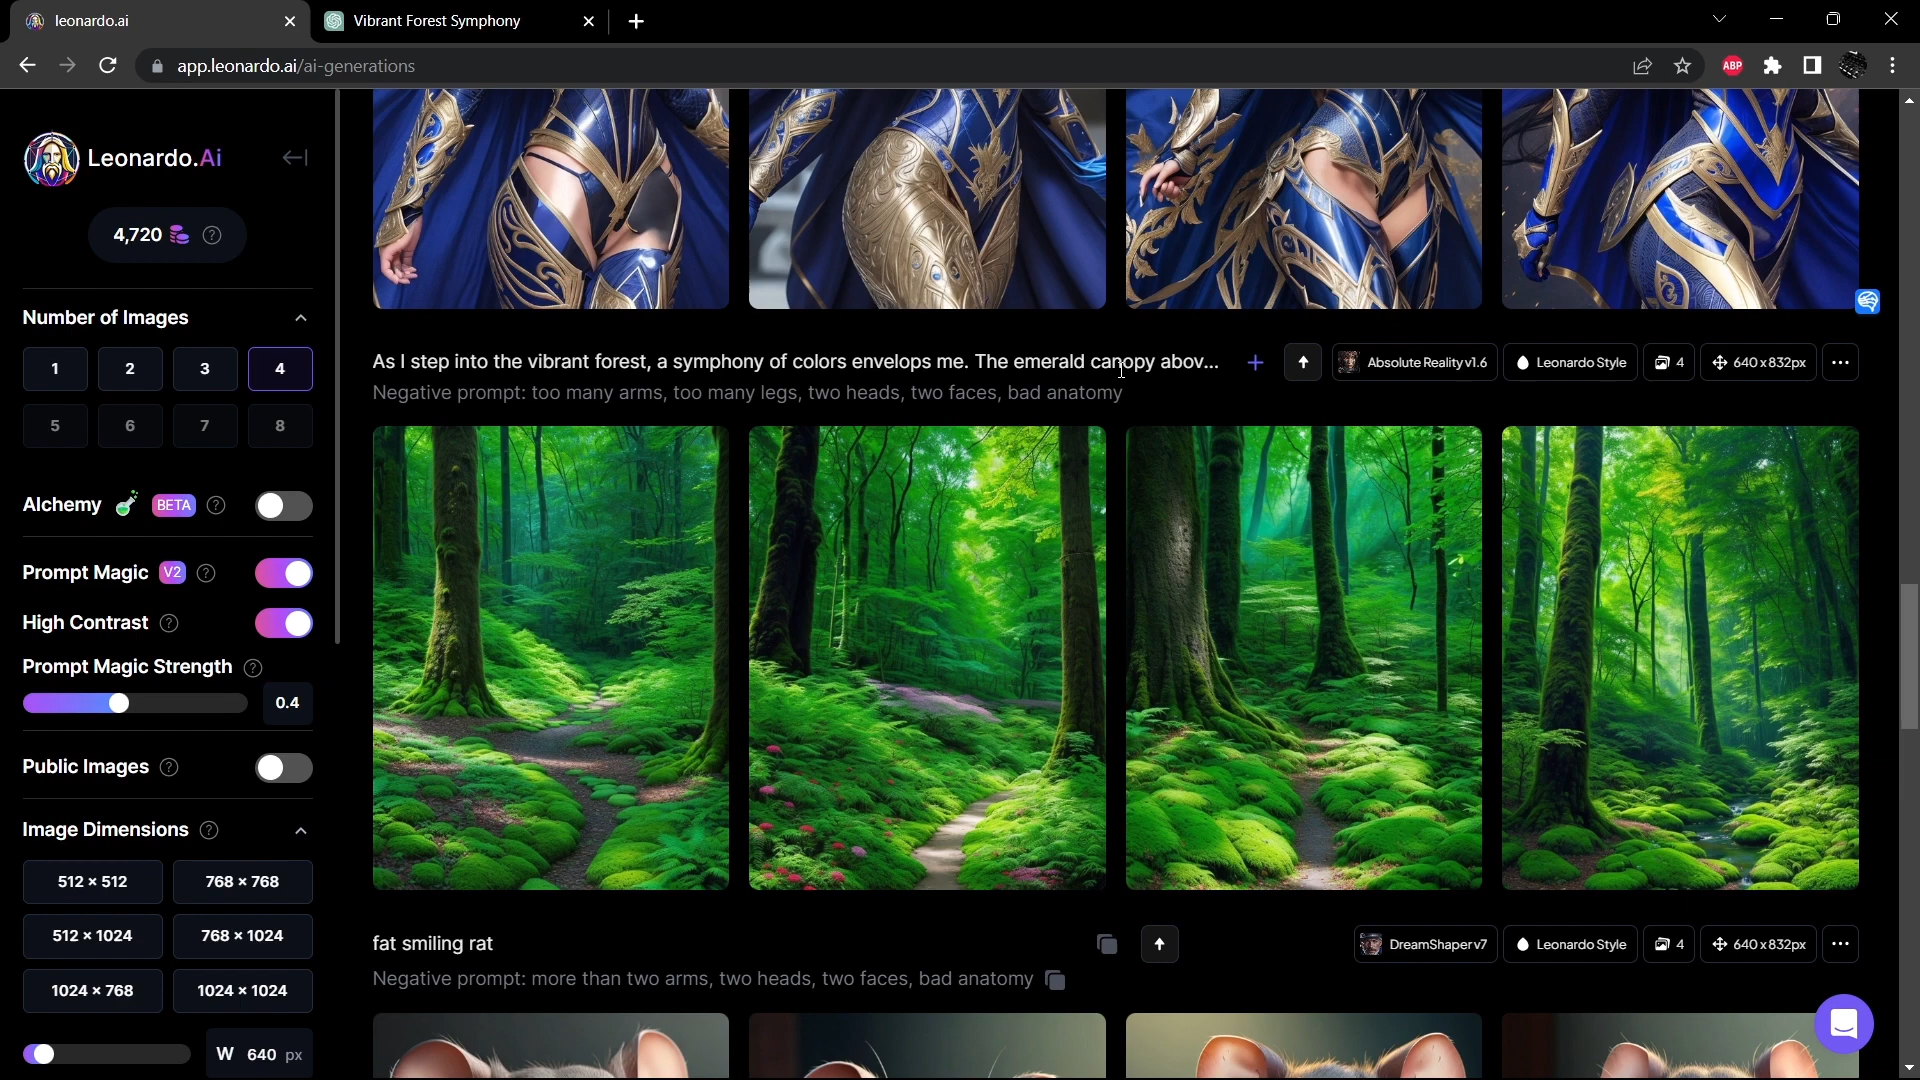 leonardo.ai
Vibrant Forest Symphony
app.leonardo.ai/ai-generations
ABP
Leonardo.Ai
4,720
Number of Images
1 2 3 4
5 6 7 8
Alchemy BETA
Prompt Magic V2
High Contrast
Prompt Magic Strength
0.4
Public Images
Image Dimensions
512 × 512 768 × 768
512 × 1024 768 × 1024
1024 × 768 1024 × 1024
W 640 px
As I step into the vibrant forest, a symphony of colors envelops me. The emerald canopy abov...
Absolute Reality v1.6 Leonardo Style 4 640 x 832px
Negative prompt: too many arms, too many legs, two heads, two faces, bad anatomy
fat smiling rat
DreamShaper v7 Leonardo Style 4 640 x 832px
Negative prompt: more than two arms, two heads, two faces, bad anatomy